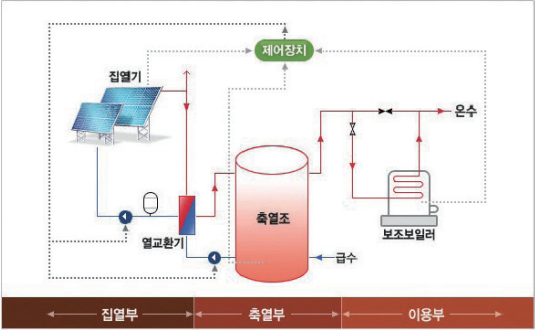 제어장치
집열기
온수
축열조
열교환기
보조보일러
급수
집열부
축열부
이용부